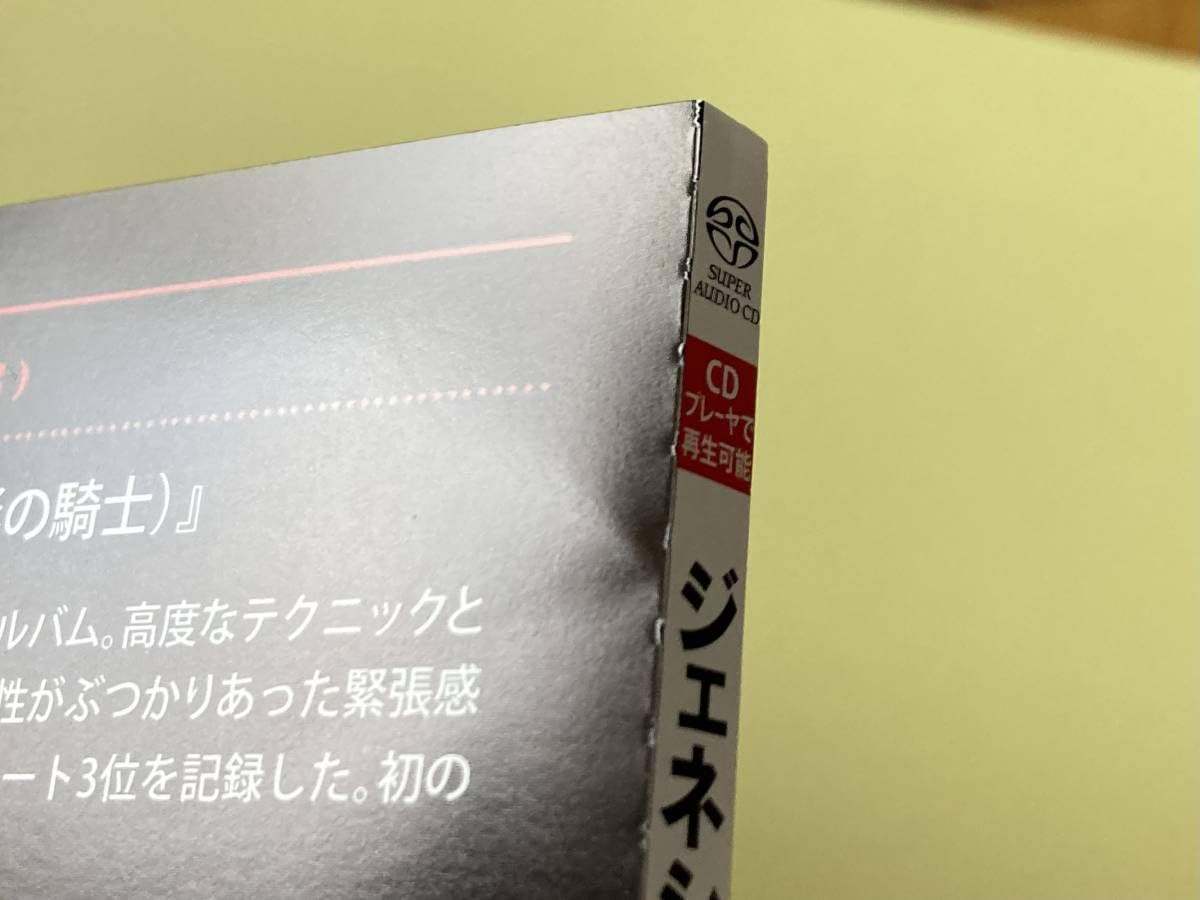 )
の騎士)』
ルバム。高度なテクニックと
性がぶつかりあった緊張感
ート3位を記録した。初の
SUPER
AUDIO CD
CD
プレーヤで
再生可能
ジェネシ